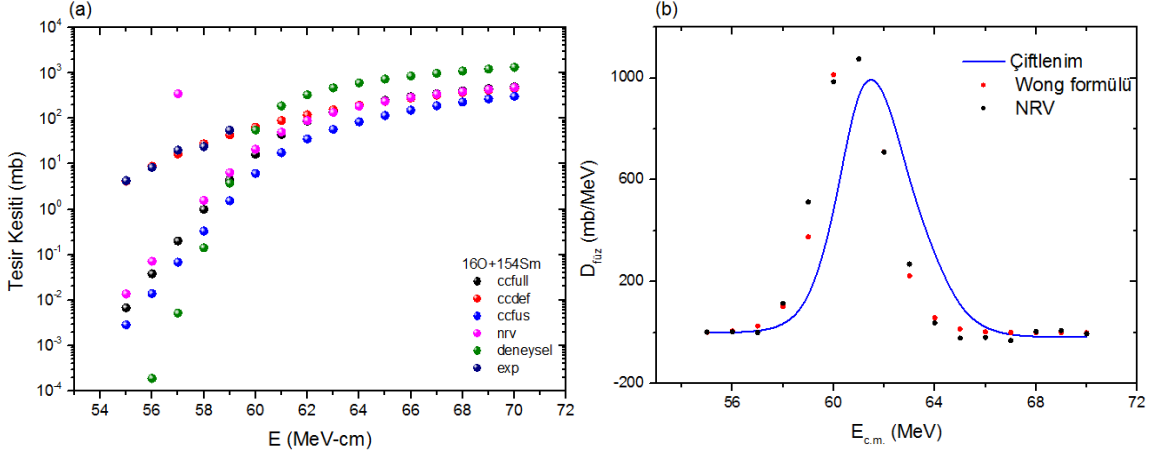 (a)
10^4
10^3
10^2
10^1
10^0
10^-1
10^-2
10^-3
10^-4
Tesir Kesiti (mb)
16O+154Sm
ccfull
ccdef
ccfus
nrv
deneysel
exp
54 56 58 60 62 64 66 68 70 72
E (MeV-cm)
(b)
1000
600
200
-200
D_füz (mb/MeV)
Çiftlenim
Wong formülü
NRV
56 60 64 68 72
E_c.m. (MeV)